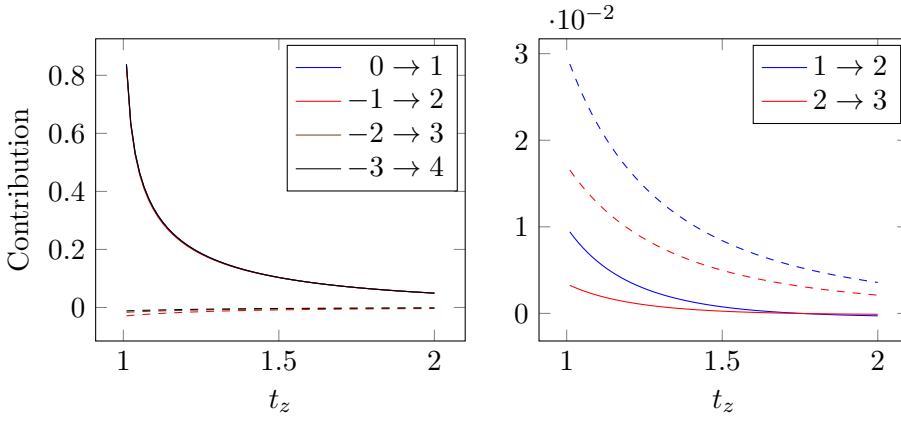 Contribution
0.8
0.6
0.4
0.2
0
1
1.5
2
t_z
0 → 1
−1 → 2
−2 → 3
−3 → 4
·10⁻²
3
2
1
0
1
1.5
2
t_z
1 → 2
2 → 3